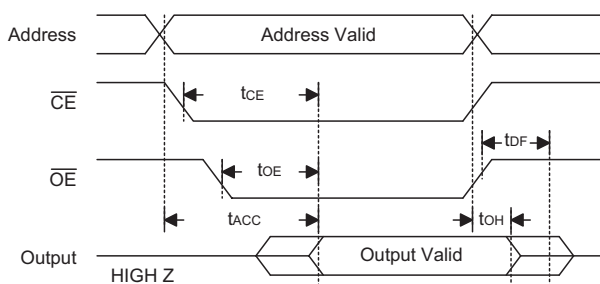 Address Address Valid
CE tCE
tDF
OE tOE
tACC tOH
Output Output Valid
HIGH Z